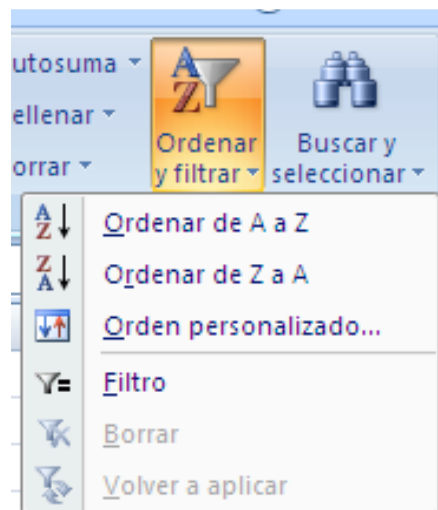 utosuma
ellenar
orrar
Ordenar
y filtrar
Buscar y
seleccionar
Ordenar de A a Z
Ordenar de Z a A
Orden personalizado...
Filtro
Borrar
Volver a aplicar